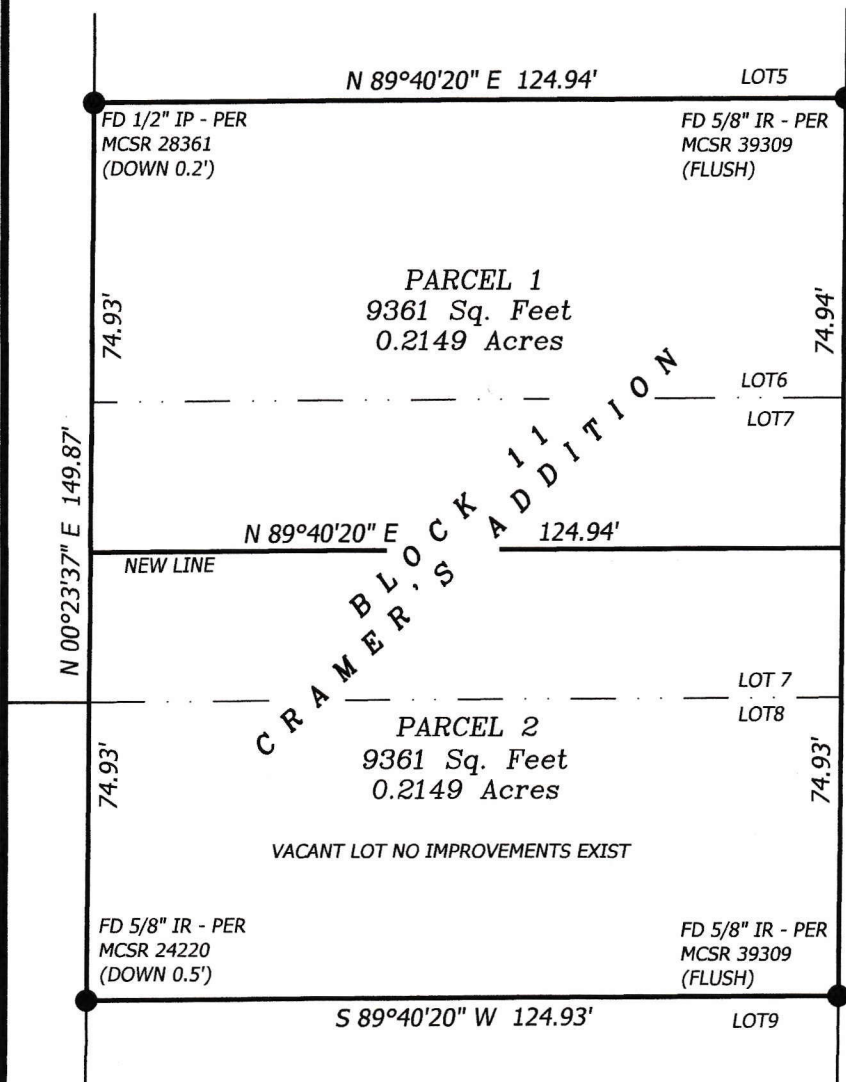 N 89°40'20" E 124.94'
LOT5
FD 1/2" IP - PER
MCSR 28361
(DOWN 0.2')
FD 5/8" IR - PER
MCSR 39309
(FLUSH)
PARCEL 1
9361 Sq. Feet
0.2149 Acres
74.93'
74.94'
LOT6
LOT7
BLOCK 11
CRAMER'S ADDITION
N 00°23'37" E 149.87'
N 89°40'20" E 124.94'
NEW LINE
LOT 7
LOT8
PARCEL 2
9361 Sq. Feet
0.2149 Acres
74.93'
74.93'
VACANT LOT NO IMPROVEMENTS EXIST
FD 5/8" IR - PER
MCSR 24220
(DOWN 0.5')
FD 5/8" IR - PER
MCSR 39309
(FLUSH)
S 89°40'20" W 124.93'
LOT9